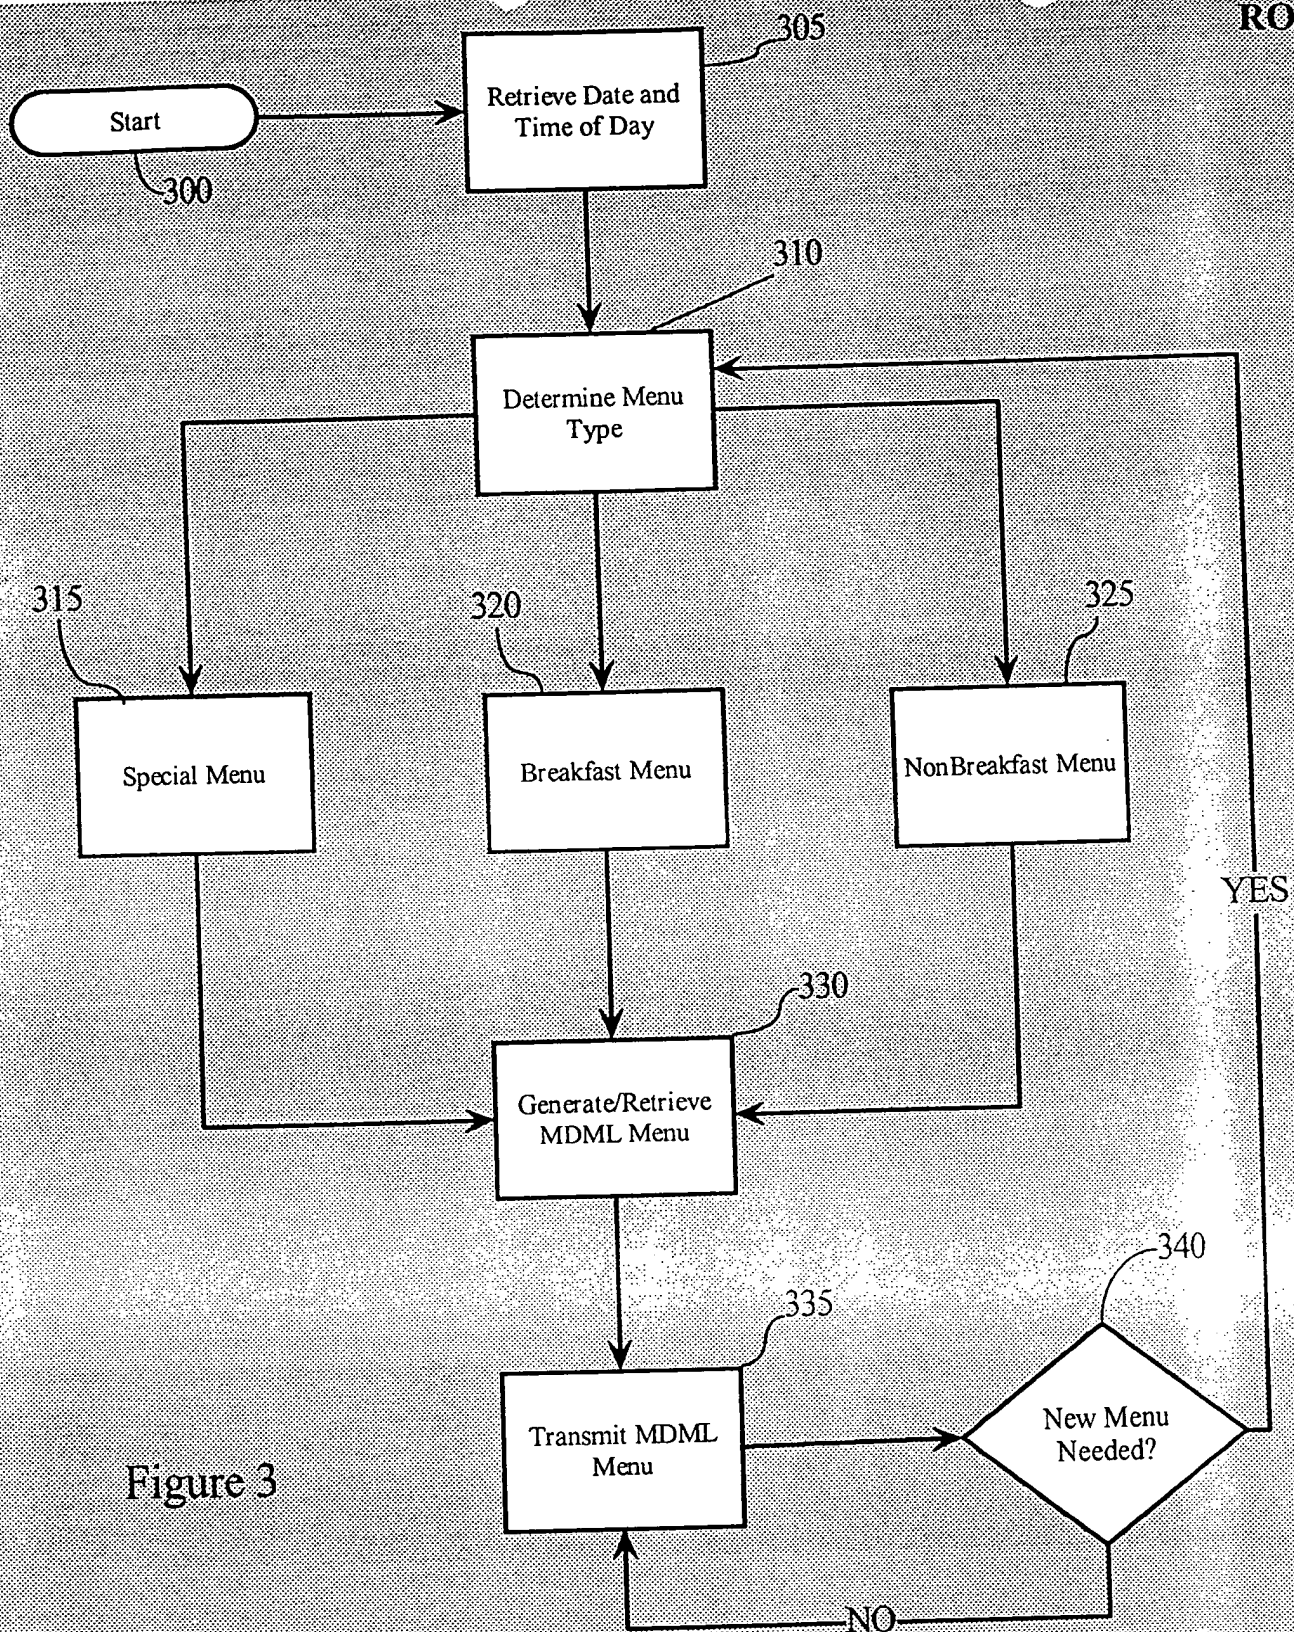 RO
305
Retrieve Date and
Time of Day
Start
300
310
Determine Menu
Type
315
320
325
Special Menu
Breakfast Menu
NonBreakfast Menu
YES
330
Generate/Retrieve
MDML Menu
340
335
New Menu
Needed?
Transmit MDML
Menu
Figure 3
NO